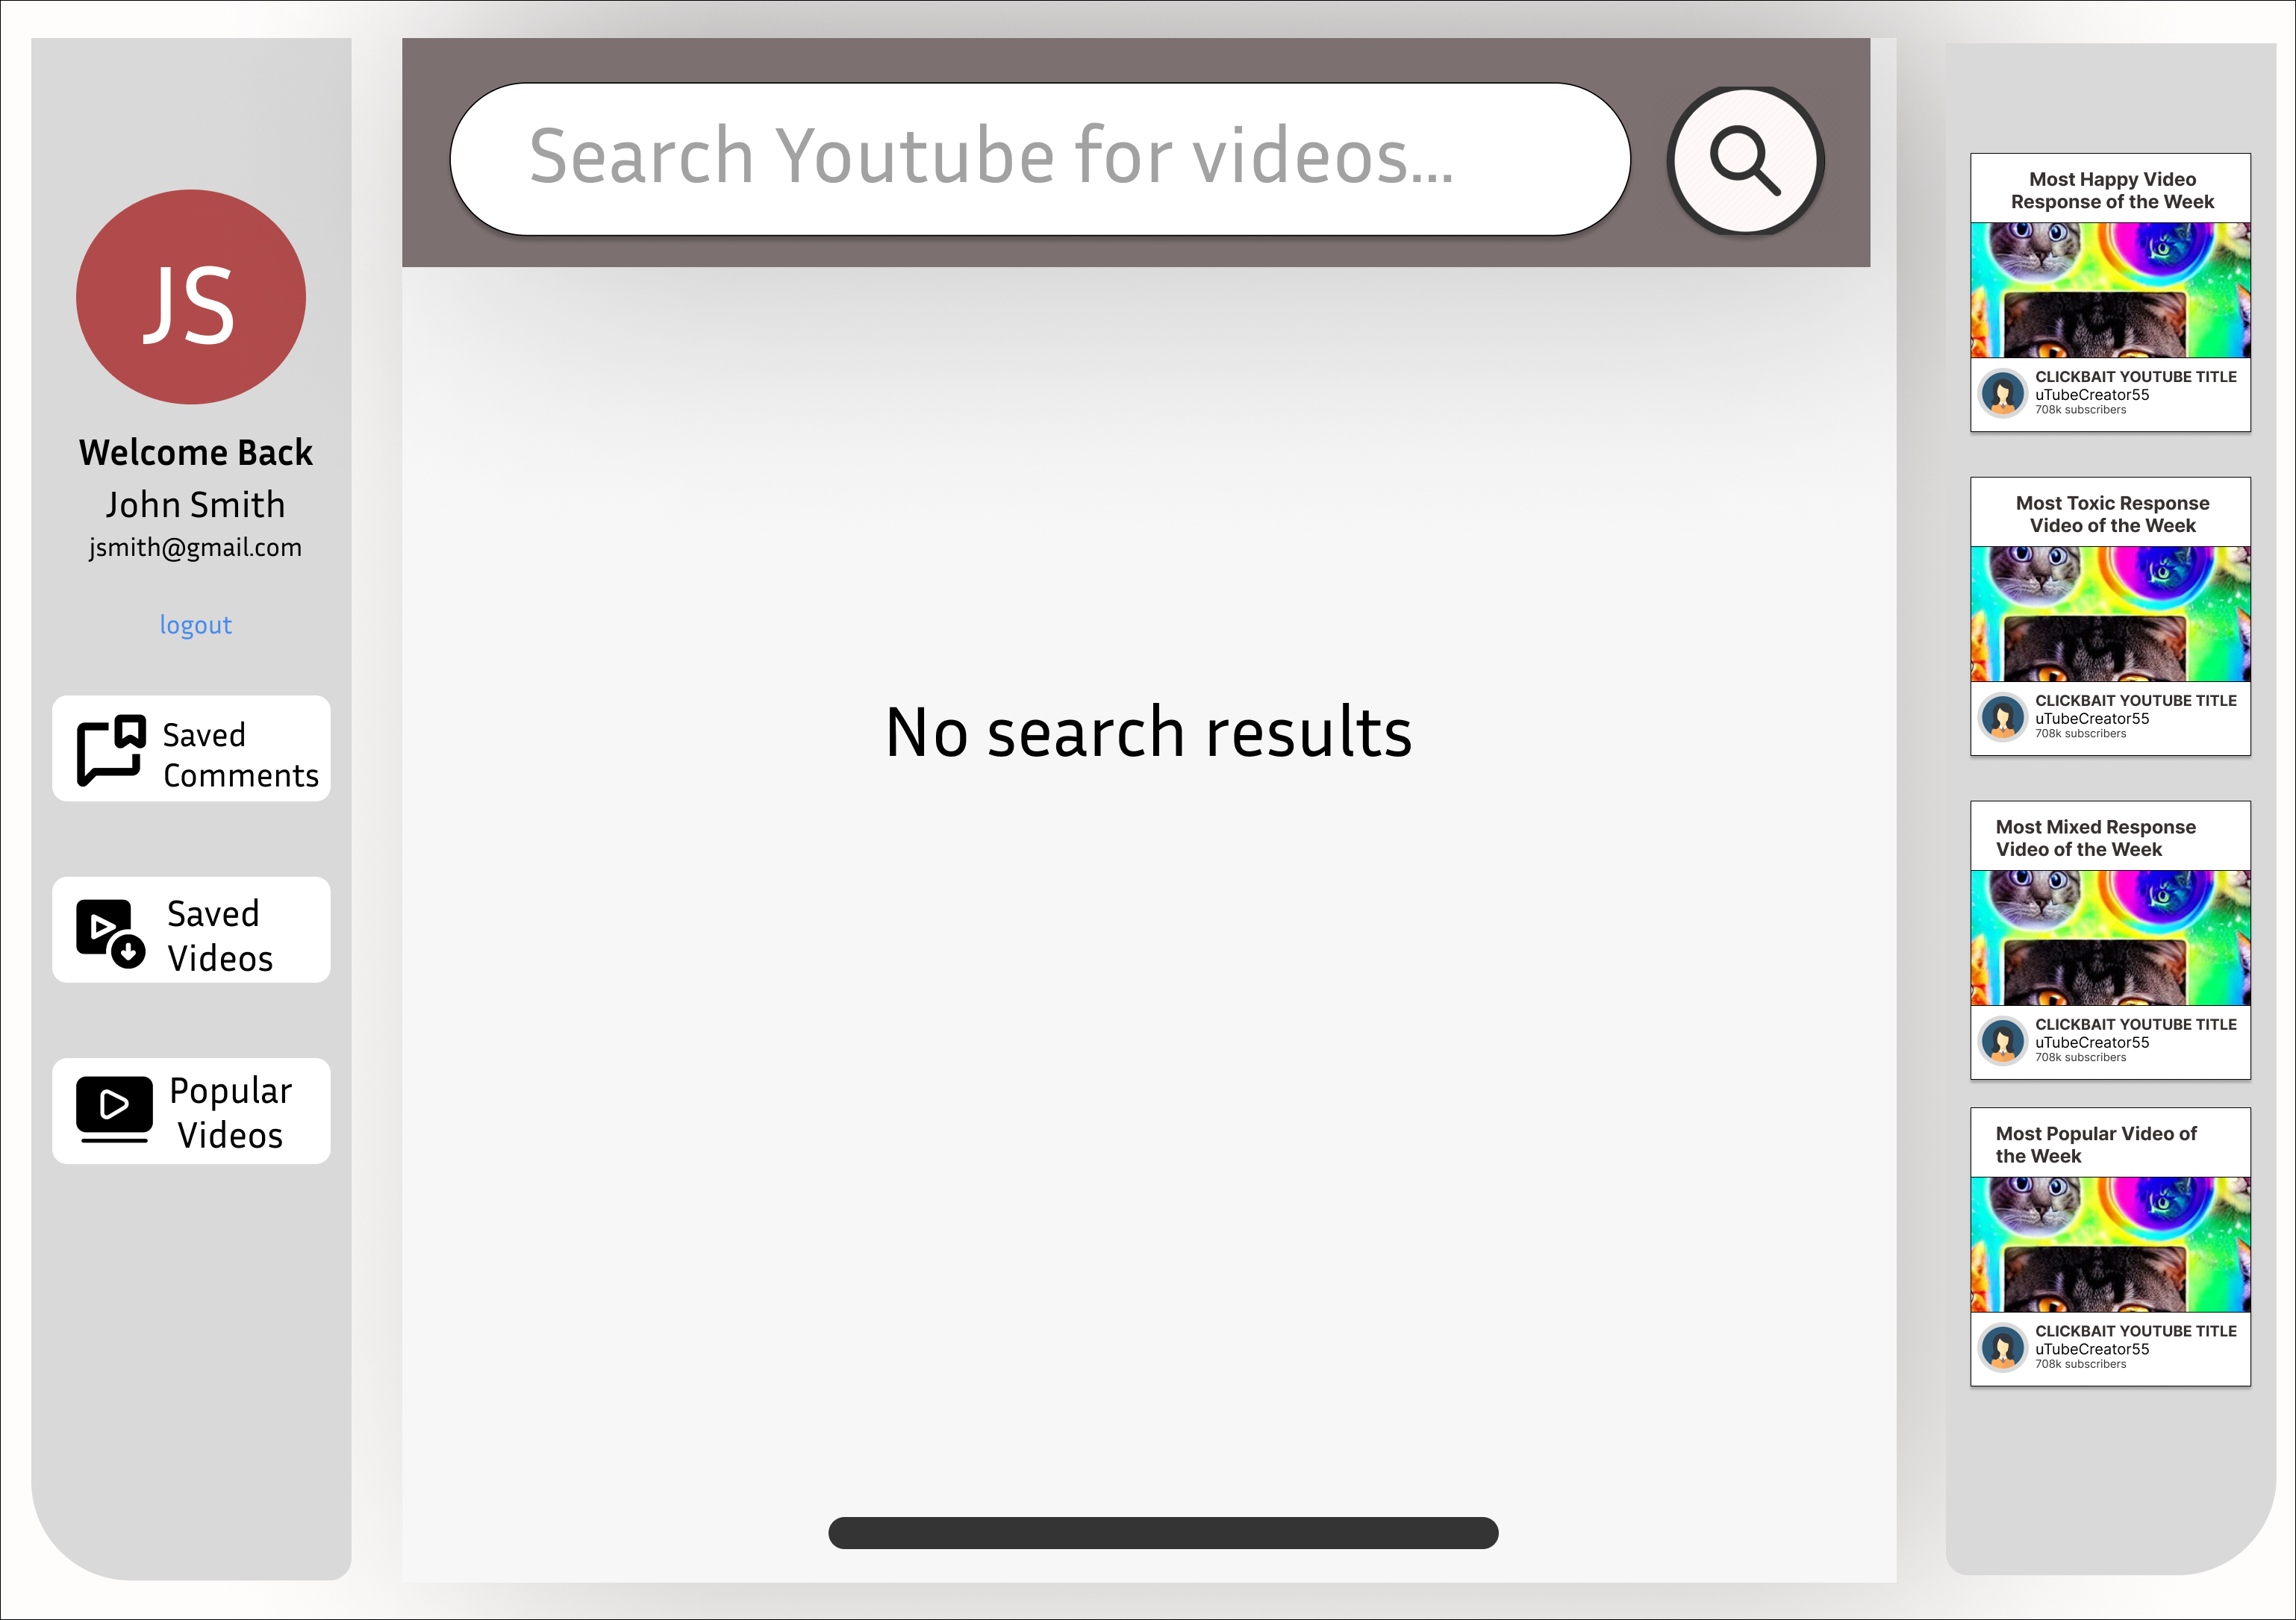 JS
Welcome Back
John Smith
jsmith@gmail.com
logout
Saved
Comments
Saved
Videos
Popular
Videos
Search Youtube for videos...
No search results
Most Happy Video
Response of the Week
CLICKBAIT YOUTUBE TITLE
uTubeCreator55
708k subscribers
Most Toxic Response
Video of the Week
CLICKBAIT YOUTUBE TITLE
uTubeCreator55
708k subscribers
Most Mixed Response
Video of the Week
CLICKBAIT YOUTUBE TITLE
uTubeCreator55
708k subscribers
Most Popular Video of
the Week
CLICKBAIT YOUTUBE TITLE
uTubeCreator55
708k subscribers